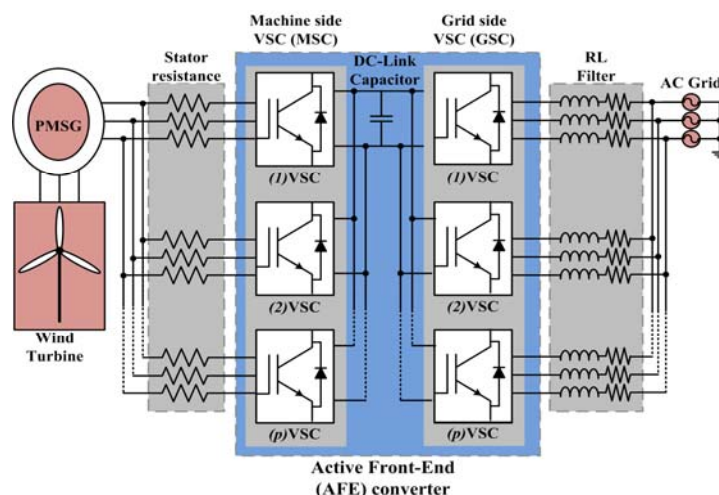 Machine side
VSC (MSC)
Grid side
VSC (GSC)
Stator
resistance
DC-Link
Capacitor
RL
Filter
AC Grid
PMSG
(1)VSC
(1)VSC
(2)VSC
(2)VSC
Wind
Turbine
(p)VSC
(p)VSC
Active Front-End
(AFE) converter